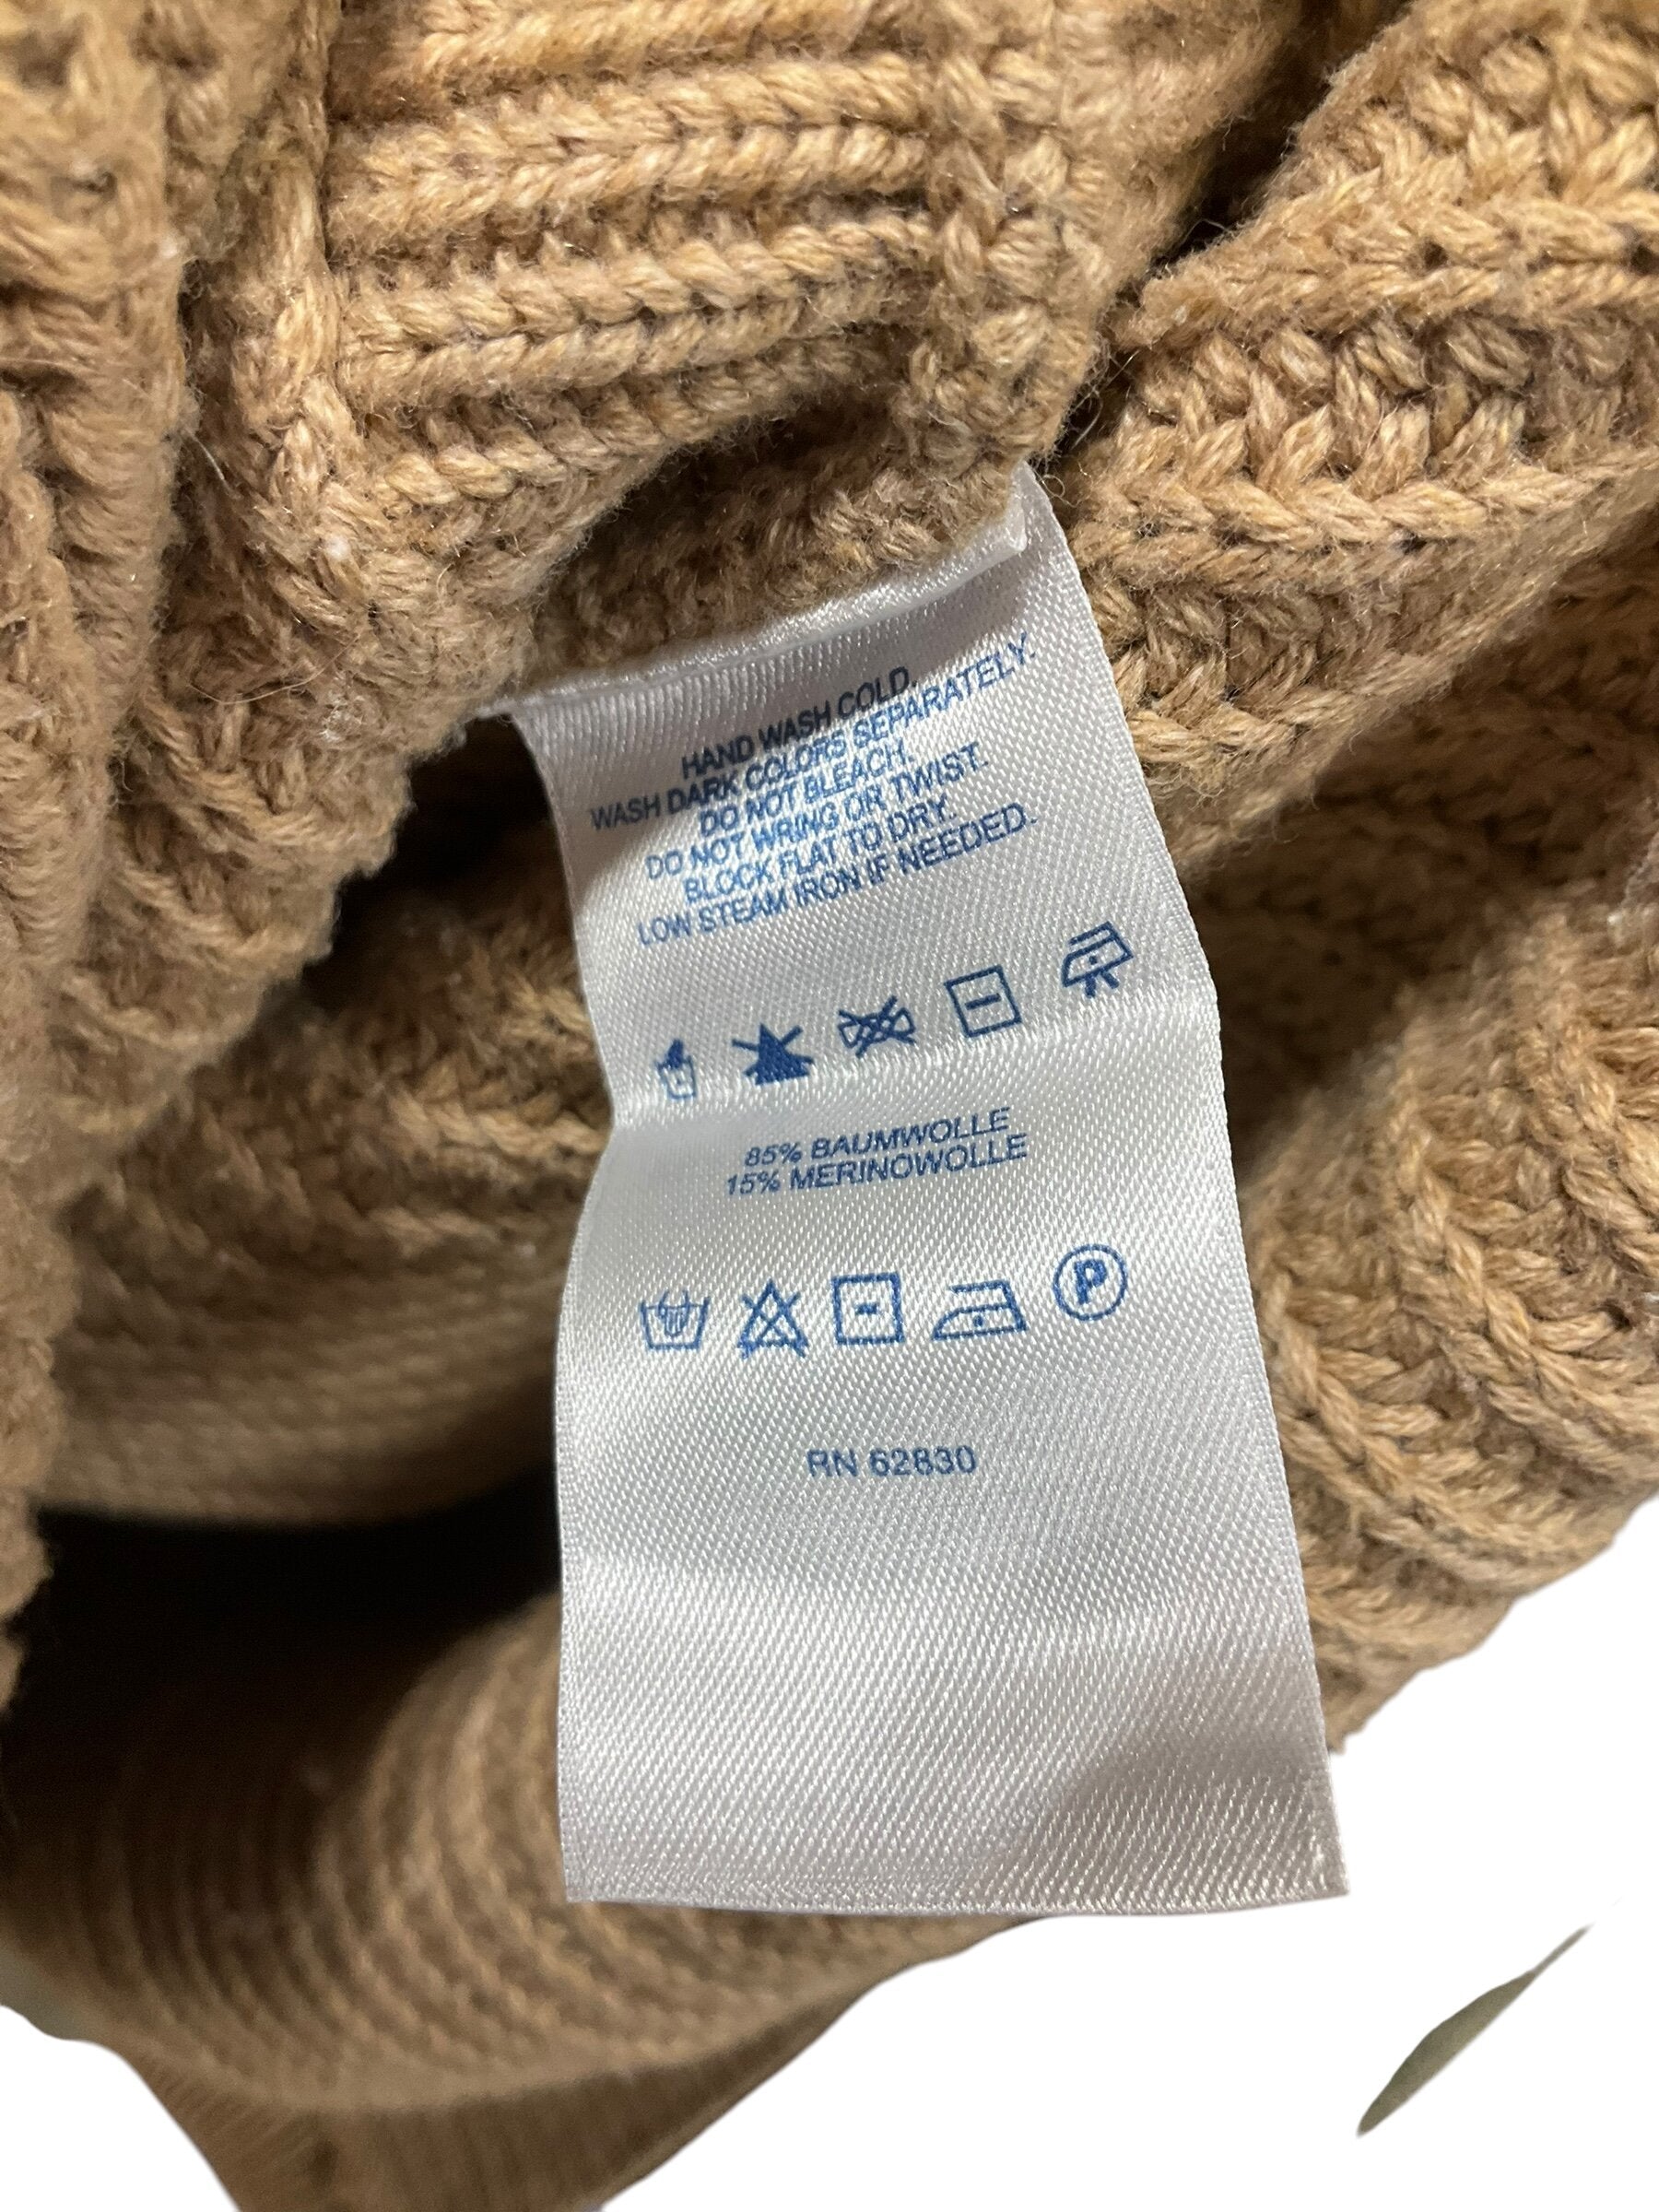 HAND WASH COLD.
WASH DARK COLORS SEPARATELY.
DO NOT BLEACH.
DO NOT WRING OR TWIST.
BLOCK FLAT TO DRY.
LOW STEAM IRON IF NEEDED.
85% BAUMWOLLE
15% MERINOWOLLE
P
RN 62830